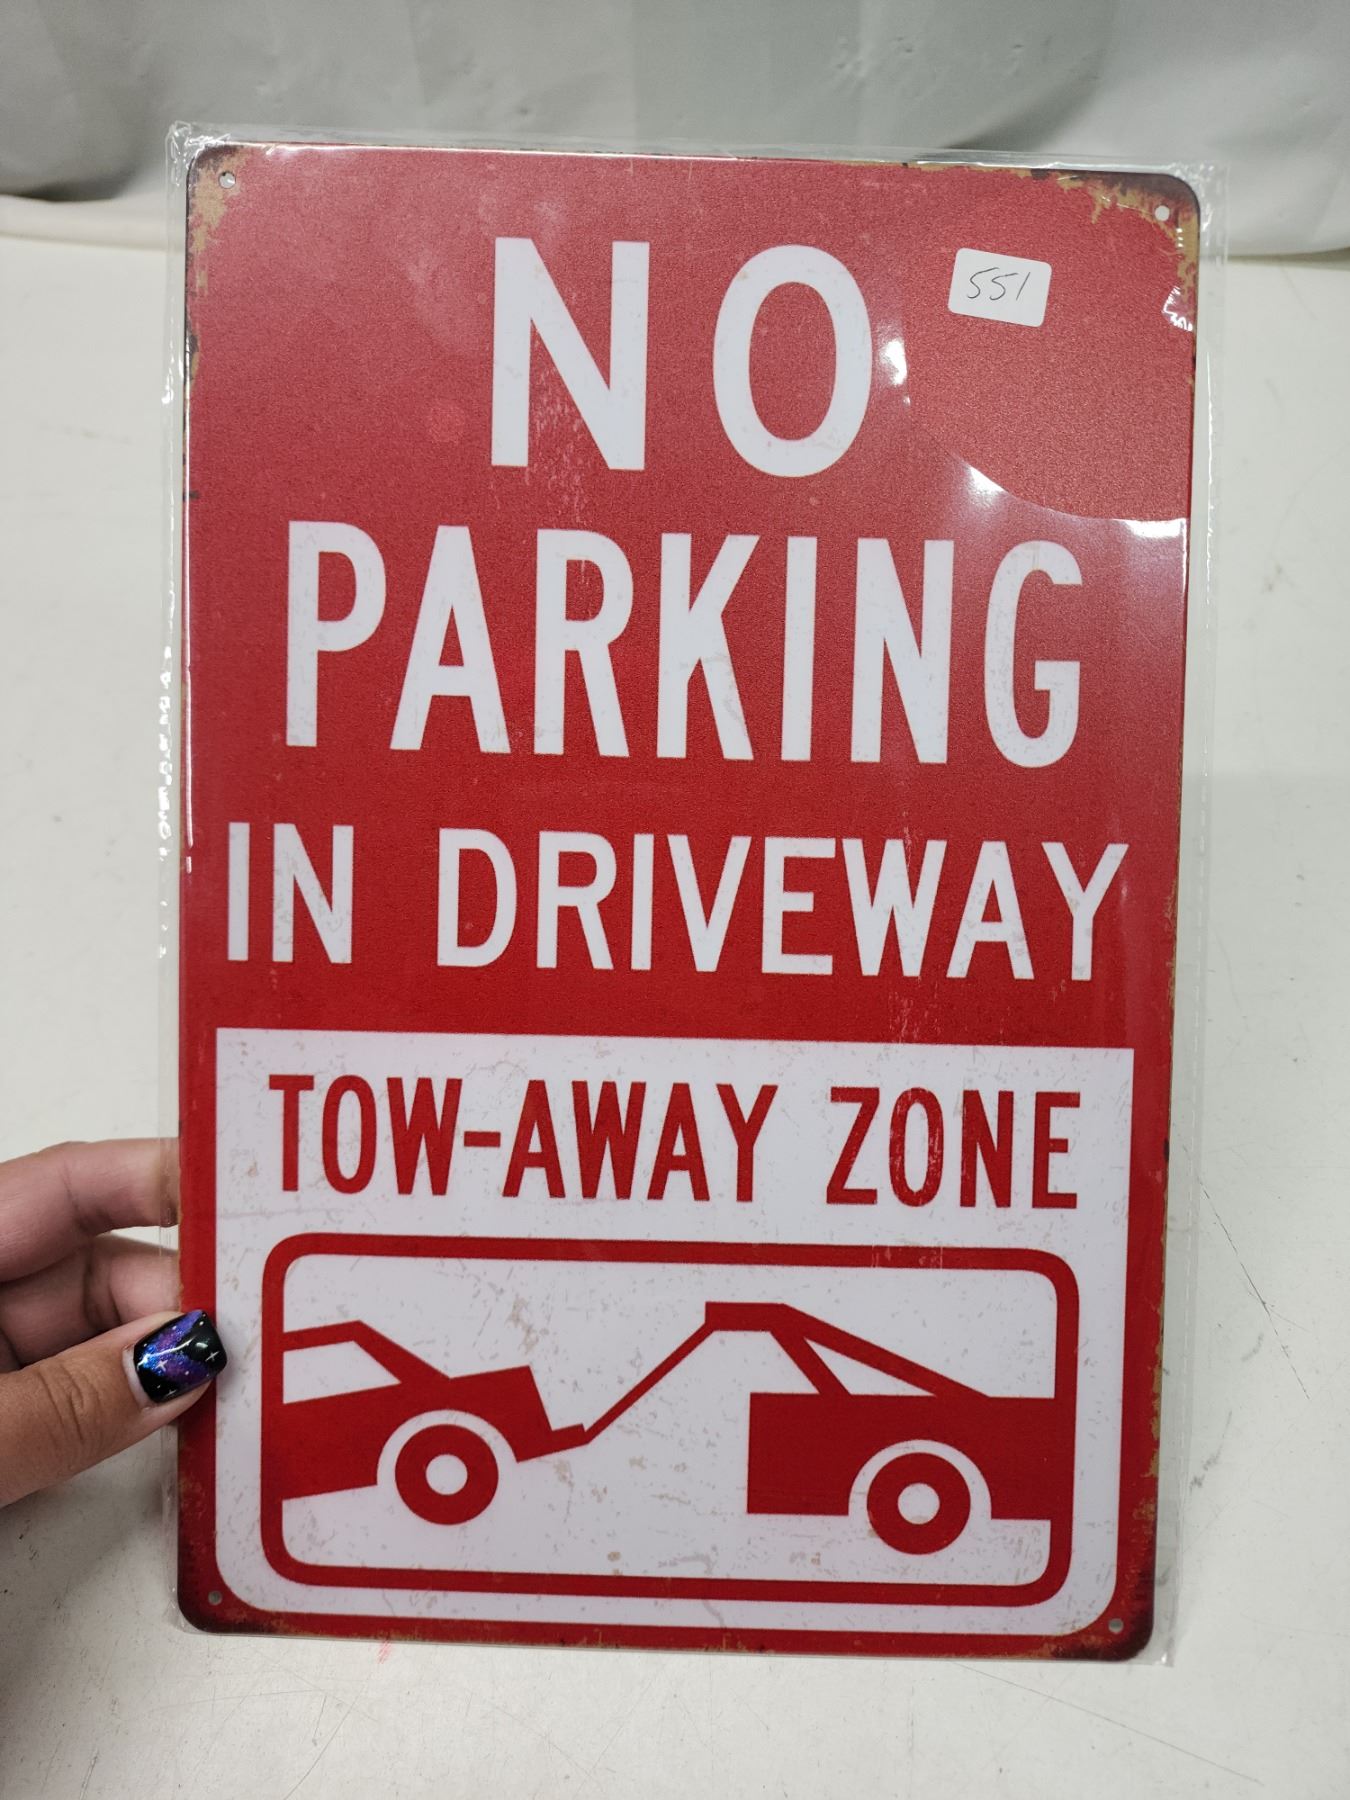 NO
551
PARKING
IN DRIVEWAY
TOW-AWAY ZONE